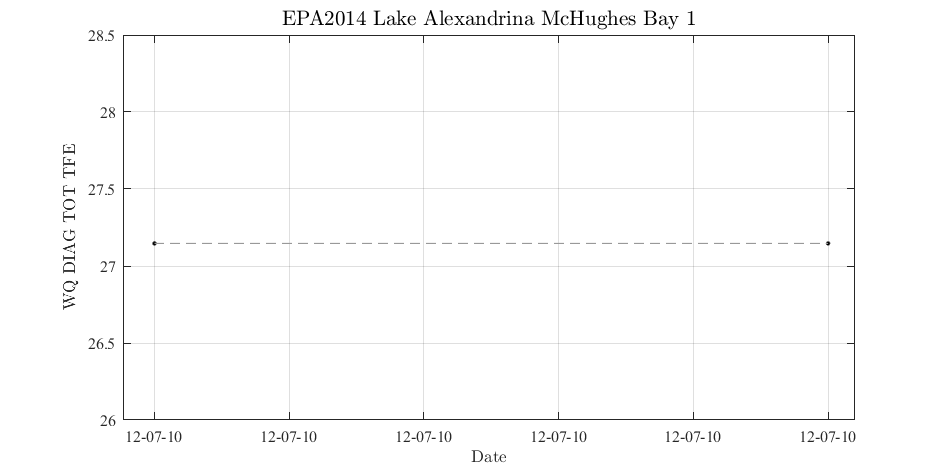 EPA2014 Lake Alexandrina McHughes Bay 1
28.5
28
27.5
27
26.5
26
WQ DIAG TOT TFE
12-07-10 12-07-10 12-07-10 12-07-10 12-07-10 12-07-10
Date